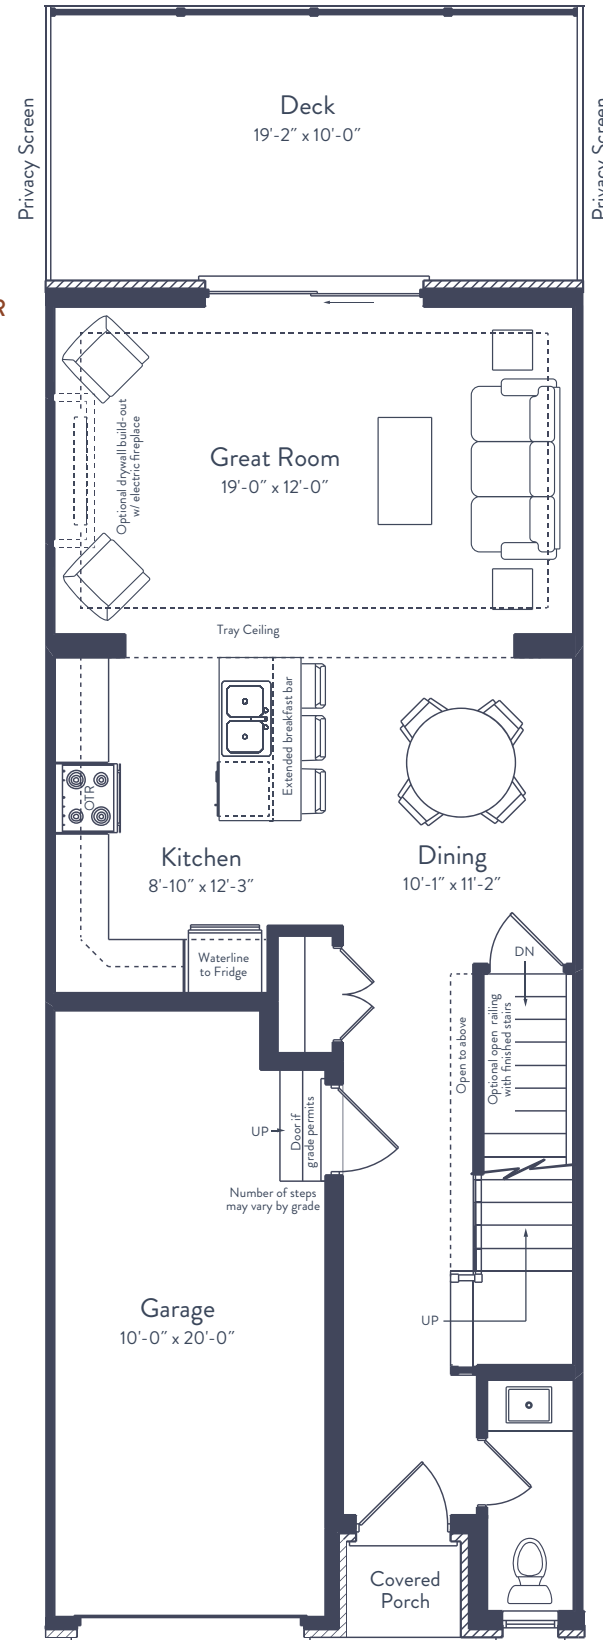 Deck
19'-2" x 10'-0"
Privacy Screen
Privacy Screen
R
Optional drywall build-out
w/ electric fireplace
Great Room
19'-0" x 12'-0"
Tray Ceiling
Extended breakfast bar
OTR
Kitchen
8'-10" x 12'-3"
Dining
10'-1" x 11'-2"
Waterline
to Fridge
DN
Optional open railing
with finished stairs
Open to above
UP
Door if
grade permits
Number of steps
may vary by grade
Garage
10'-0" x 20'-0"
UP
Covered
Porch